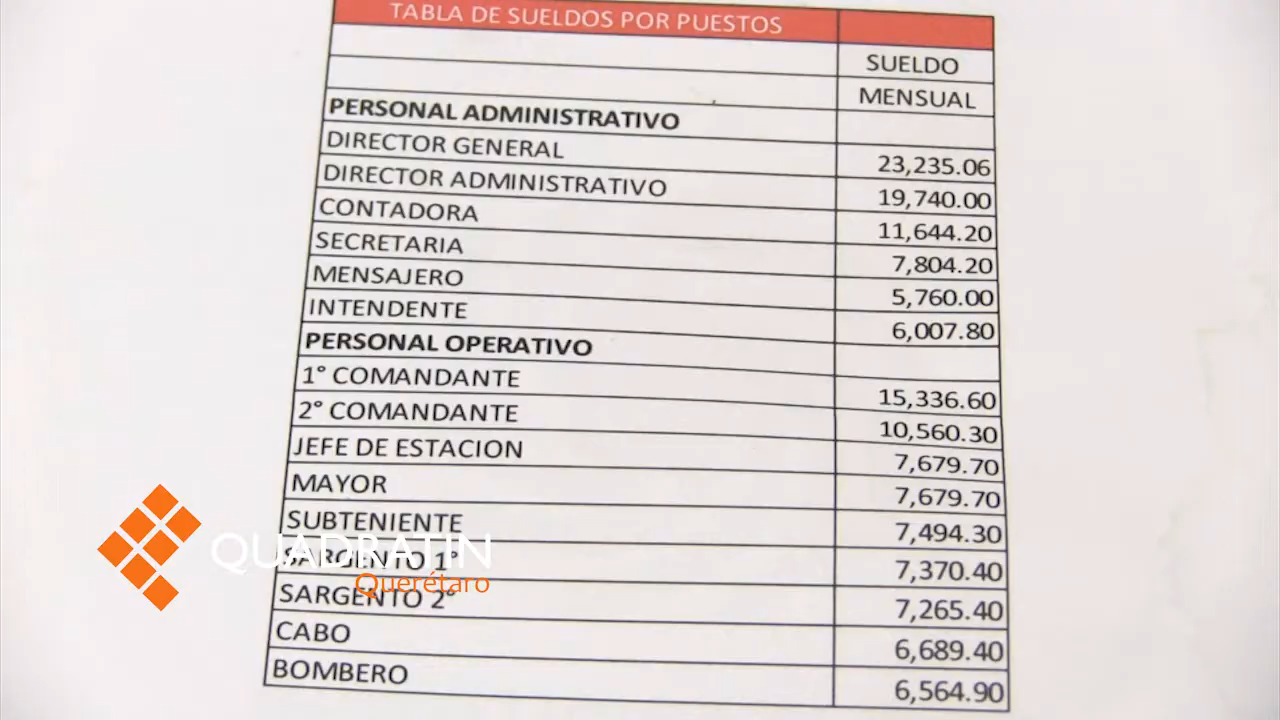 TABLA DE SUELDOS POR PUESTOS
SUELDO
MENSUAL
PERSONAL ADMINISTRATIVO
DIRECTOR GENERAL 23,235.06
DIRECTOR ADMINISTRATIVO 19,740.00
CONTADORA 11,644.20
SECRETARIA 7,804.20
MENSAJERO 5,760.00
INTENDENTE 6,007.80
PERSONAL OPERATIVO
1° COMANDANTE 15,336.60
2° COMANDANTE 10,560.30
JEFE DE ESTACION 7,679.70
MAYOR 7,679.70
SUBTENIENTE 7,494.30
SARGENTO 1° 7,370.40
SARGENTO 2° 7,265.40
CABO 6,689.40
BOMBERO 6,564.90
QUADRATIN
Querétaro